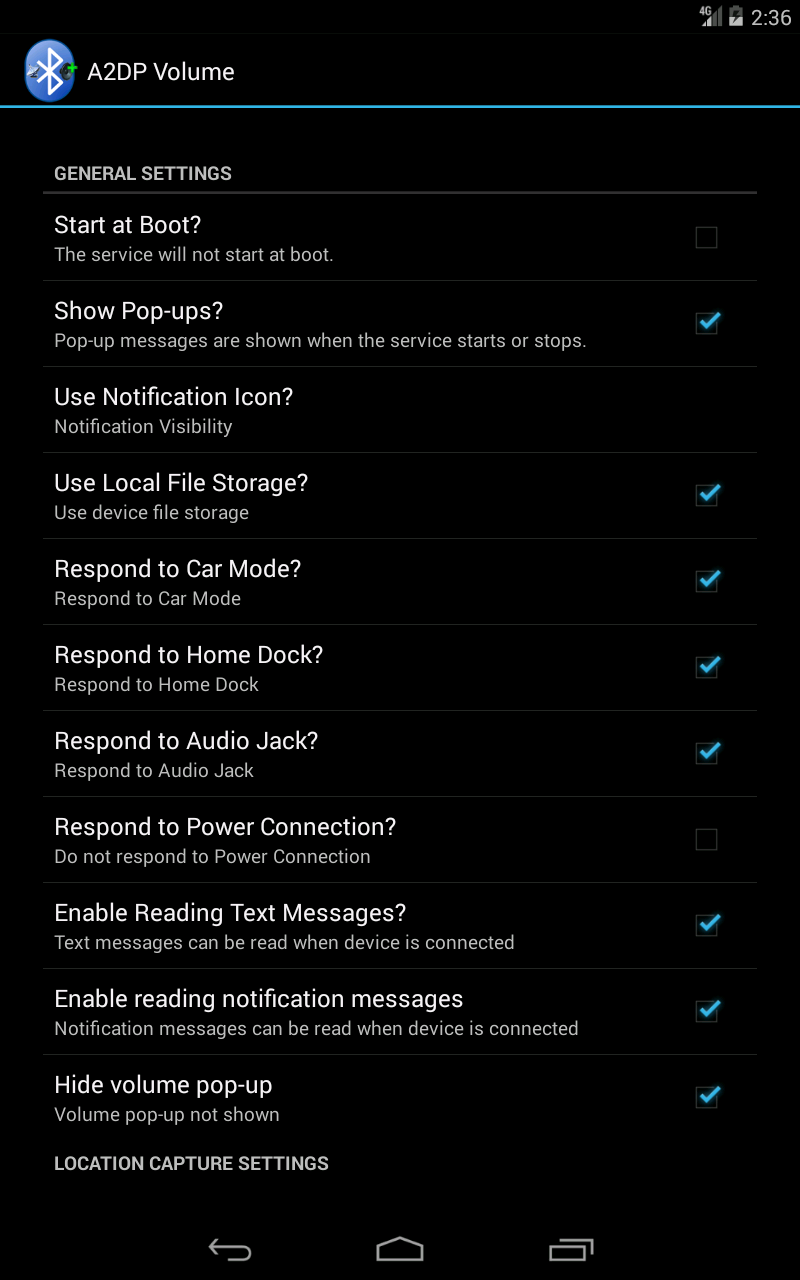 4G 2:36
A2DP Volume
GENERAL SETTINGS
Start at Boot?
The service will not start at boot.
Show Pop-ups?
Pop-up messages are shown when the service starts or stops.
Use Notification Icon?
Notification Visibility
Use Local File Storage?
Use device file storage
Respond to Car Mode?
Respond to Car Mode
Respond to Home Dock?
Respond to Home Dock
Respond to Audio Jack?
Respond to Audio Jack
Respond to Power Connection?
Do not respond to Power Connection
Enable Reading Text Messages?
Text messages can be read when device is connected
Enable reading notification messages
Notification messages can be read when device is connected
Hide volume pop-up
Volume pop-up not shown
LOCATION CAPTURE SETTINGS